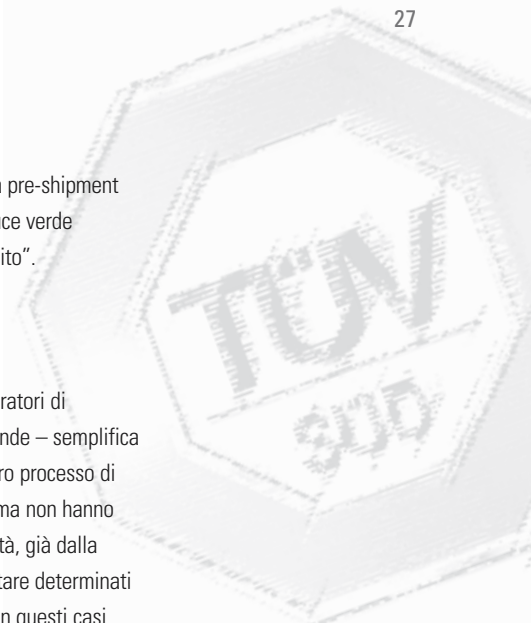 27
pre-shipment
ce verde
ito”.
ratori di
nde – semplifica
ro processo di
ma non hanno
tà, già dalla
tare determinati
n questi casi
TÜV
SÜD